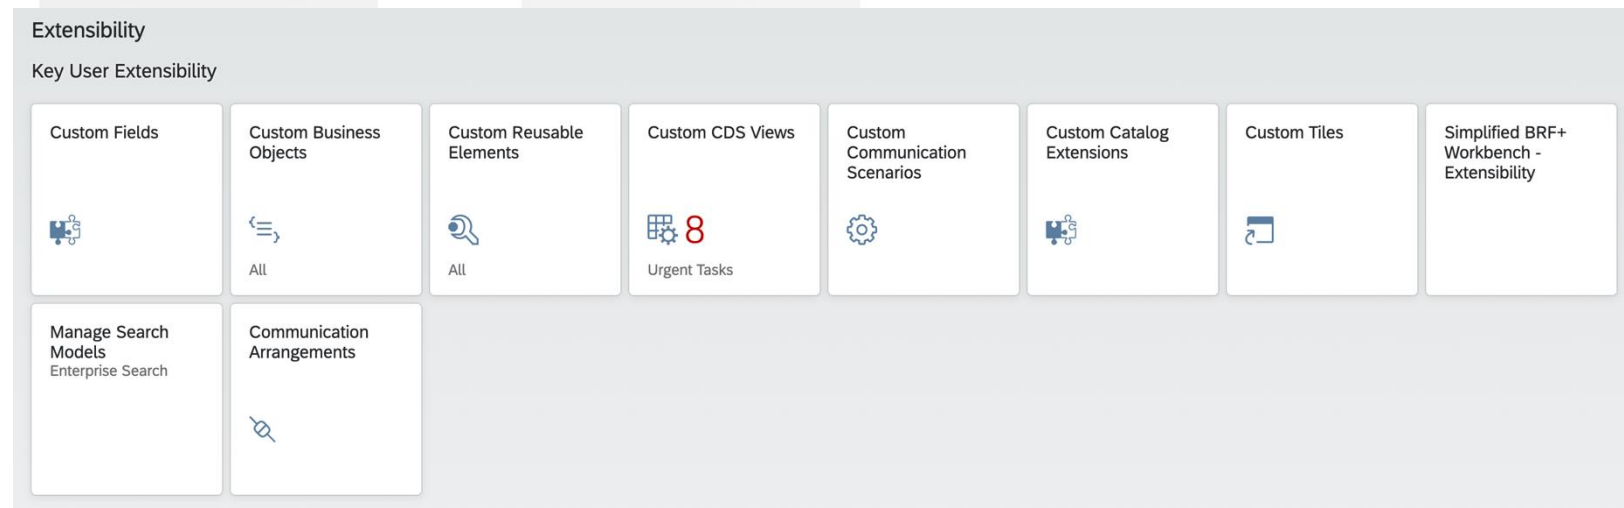 Extensibility
Key User Extensibility
Custom Fields
Custom Business
Objects
All
Custom Reusable
Elements
All
Custom CDS Views
8
Urgent Tasks
Custom
Communication
Scenarios
Custom Catalog
Extensions
Custom Tiles
Simplified BRF+
Workbench -
Extensibility
Manage Search
Models
Enterprise Search
Communication
Arrangements